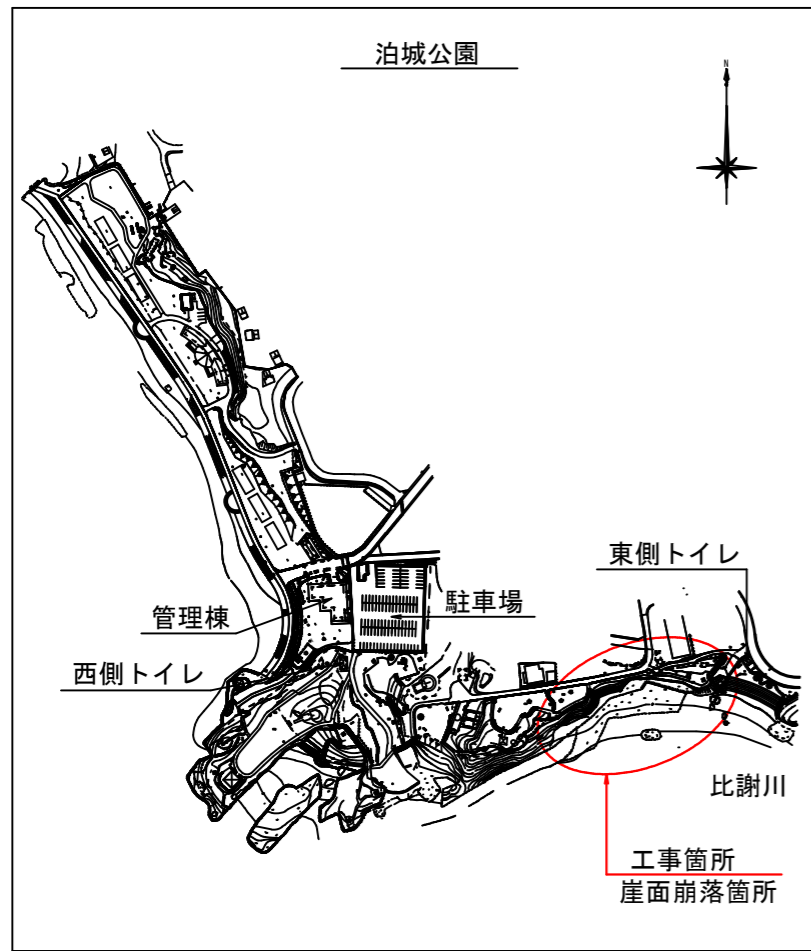 泊城公園
N
東側トイレ
管理棟
駐車場
西側トイレ
比謝川
工事箇所
崖面崩落箇所